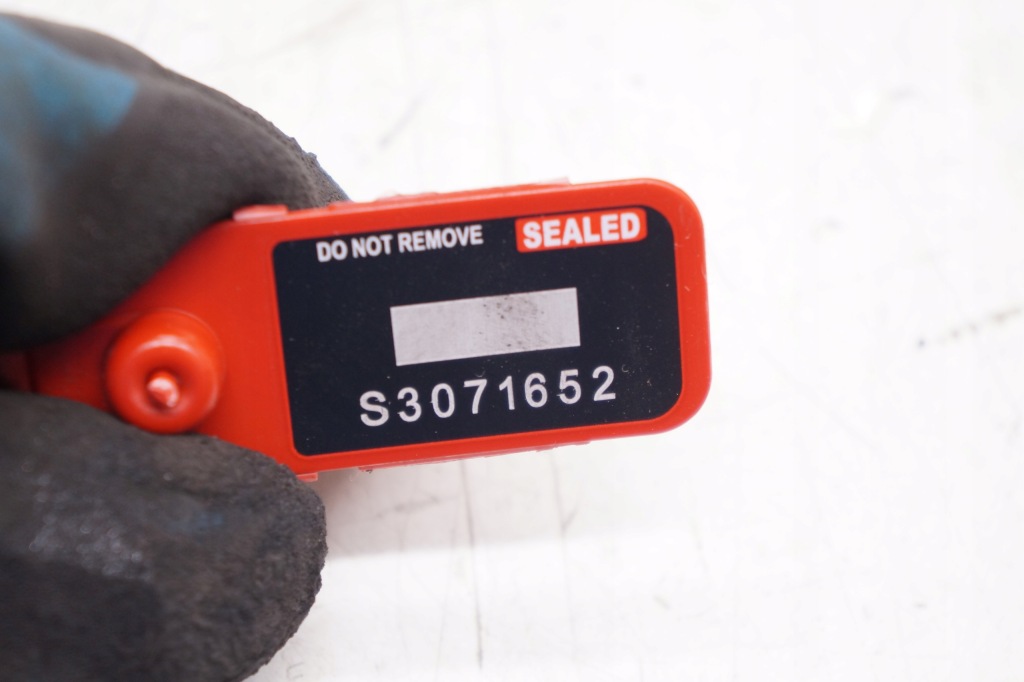 DO NOT REMOVE SEALED
S3071652